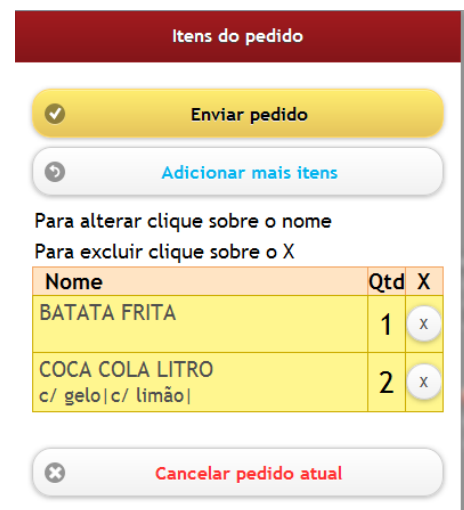 Itens do pedido
Enviar pedido
Adicionar mais itens
Para alterar clique sobre o nome
Para excluir clique sobre o X
Nome Qtd X
BATATA FRITA 1 x
COCA COLA LITRO 2 x
c/ gelo|c/ limão|
Cancelar pedido atual